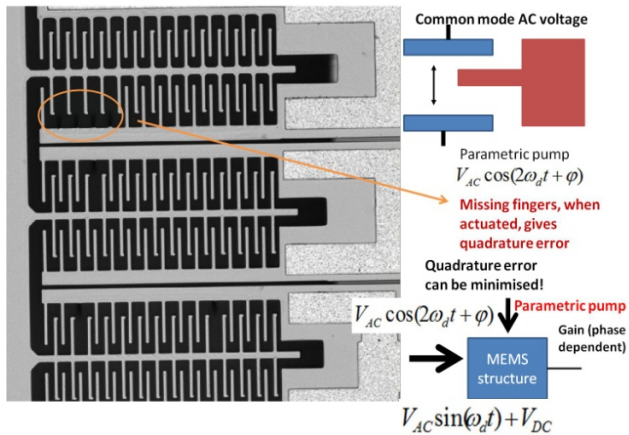 Common mode AC voltage
Parametric pump
V_AC cos(2ω_d t + φ)
Missing fingers, when
actuated, gives
quadrature error
Quadrature error
can be minimised!
Parametric pump
V_AC cos(2ω_d t + φ)
Gain (phase
dependent)
MEMS
structure
V_AC sin(ω_d t) + V_DC